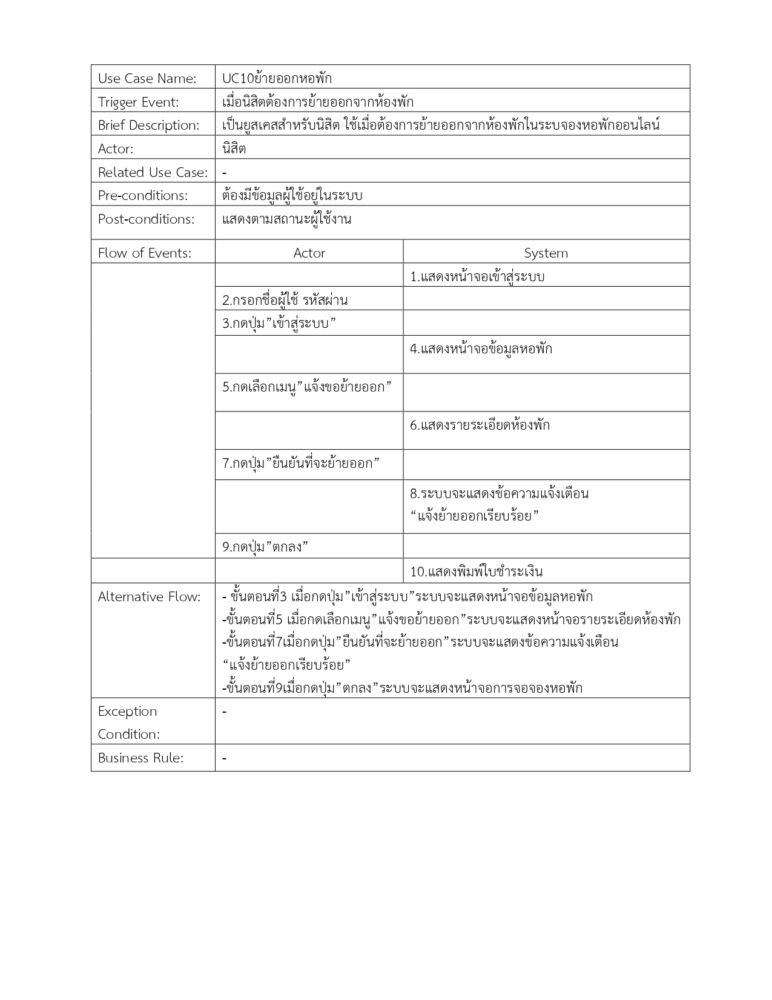 Use Case Name: UC10ย้ายออกหอพัก
Trigger Event: เมื่อนิสิตต้องการย้ายออกจากห้องพัก
Brief Description: เป็นยูสเคสสำหรับนิสิต ใช้เมื่อต้องการย้ายออกจากห้องพักในระบจองหอพักออนไลน์
Actor: นิสิต
Related Use Case: -
Pre-conditions: ต้องมีข้อมูลผู้ใช้อยู่ในระบบ
Post-conditions: แสดงตามสถานะผู้ใช้งาน
Flow of Events: Actor System
1.แสดงหน้าจอเข้าสู่ระบบ
2.กรอกชื่อผู้ใช้ รหัสผ่าน
3.กดปุ่ม”เข้าสู่ระบบ”
4.แสดงหน้าจอข้อมูลหอพัก
5.กดเลือกเมนู”แจ้งขอย้ายออก”
6.แสดงรายระเอียดห้องพัก
7.กดปุ่ม”ยืนยันที่จะย้ายออก”
8.ระบบจะแสดงข้อความแจ้งเตือน
“แจ้งย้ายออกเรียบร้อย”
9.กดปุ่ม”ตกลง”
10.แสดงพิมพ์ใบชำระเงิน
Alternative Flow: - ขั้นตอนที่3 เมื่อกดปุ่ม”เข้าสู่ระบบ”ระบบจะแสดงหน้าจอข้อมูลหอพัก
-ขั้นตอนที่5 เมื่อกดเลือกเมนู”แจ้งขอย้ายออก”ระบบจะแสดงหน้าจอรายระเอียดห้องพัก
-ขั้นตอนที่7เมื่อกดปุ่ม”ยืนยันที่จะย้ายออก”ระบบจะแสดงข้อความแจ้งเตือน
“แจ้งย้ายออกเรียบร้อย”
-ขั้นตอนที่9เมื่อกดปุ่ม”ตกลง”ระบบจะแสดงหน้าจอการจอจองหอพัก
Exception -
Condition:
Business Rule: -